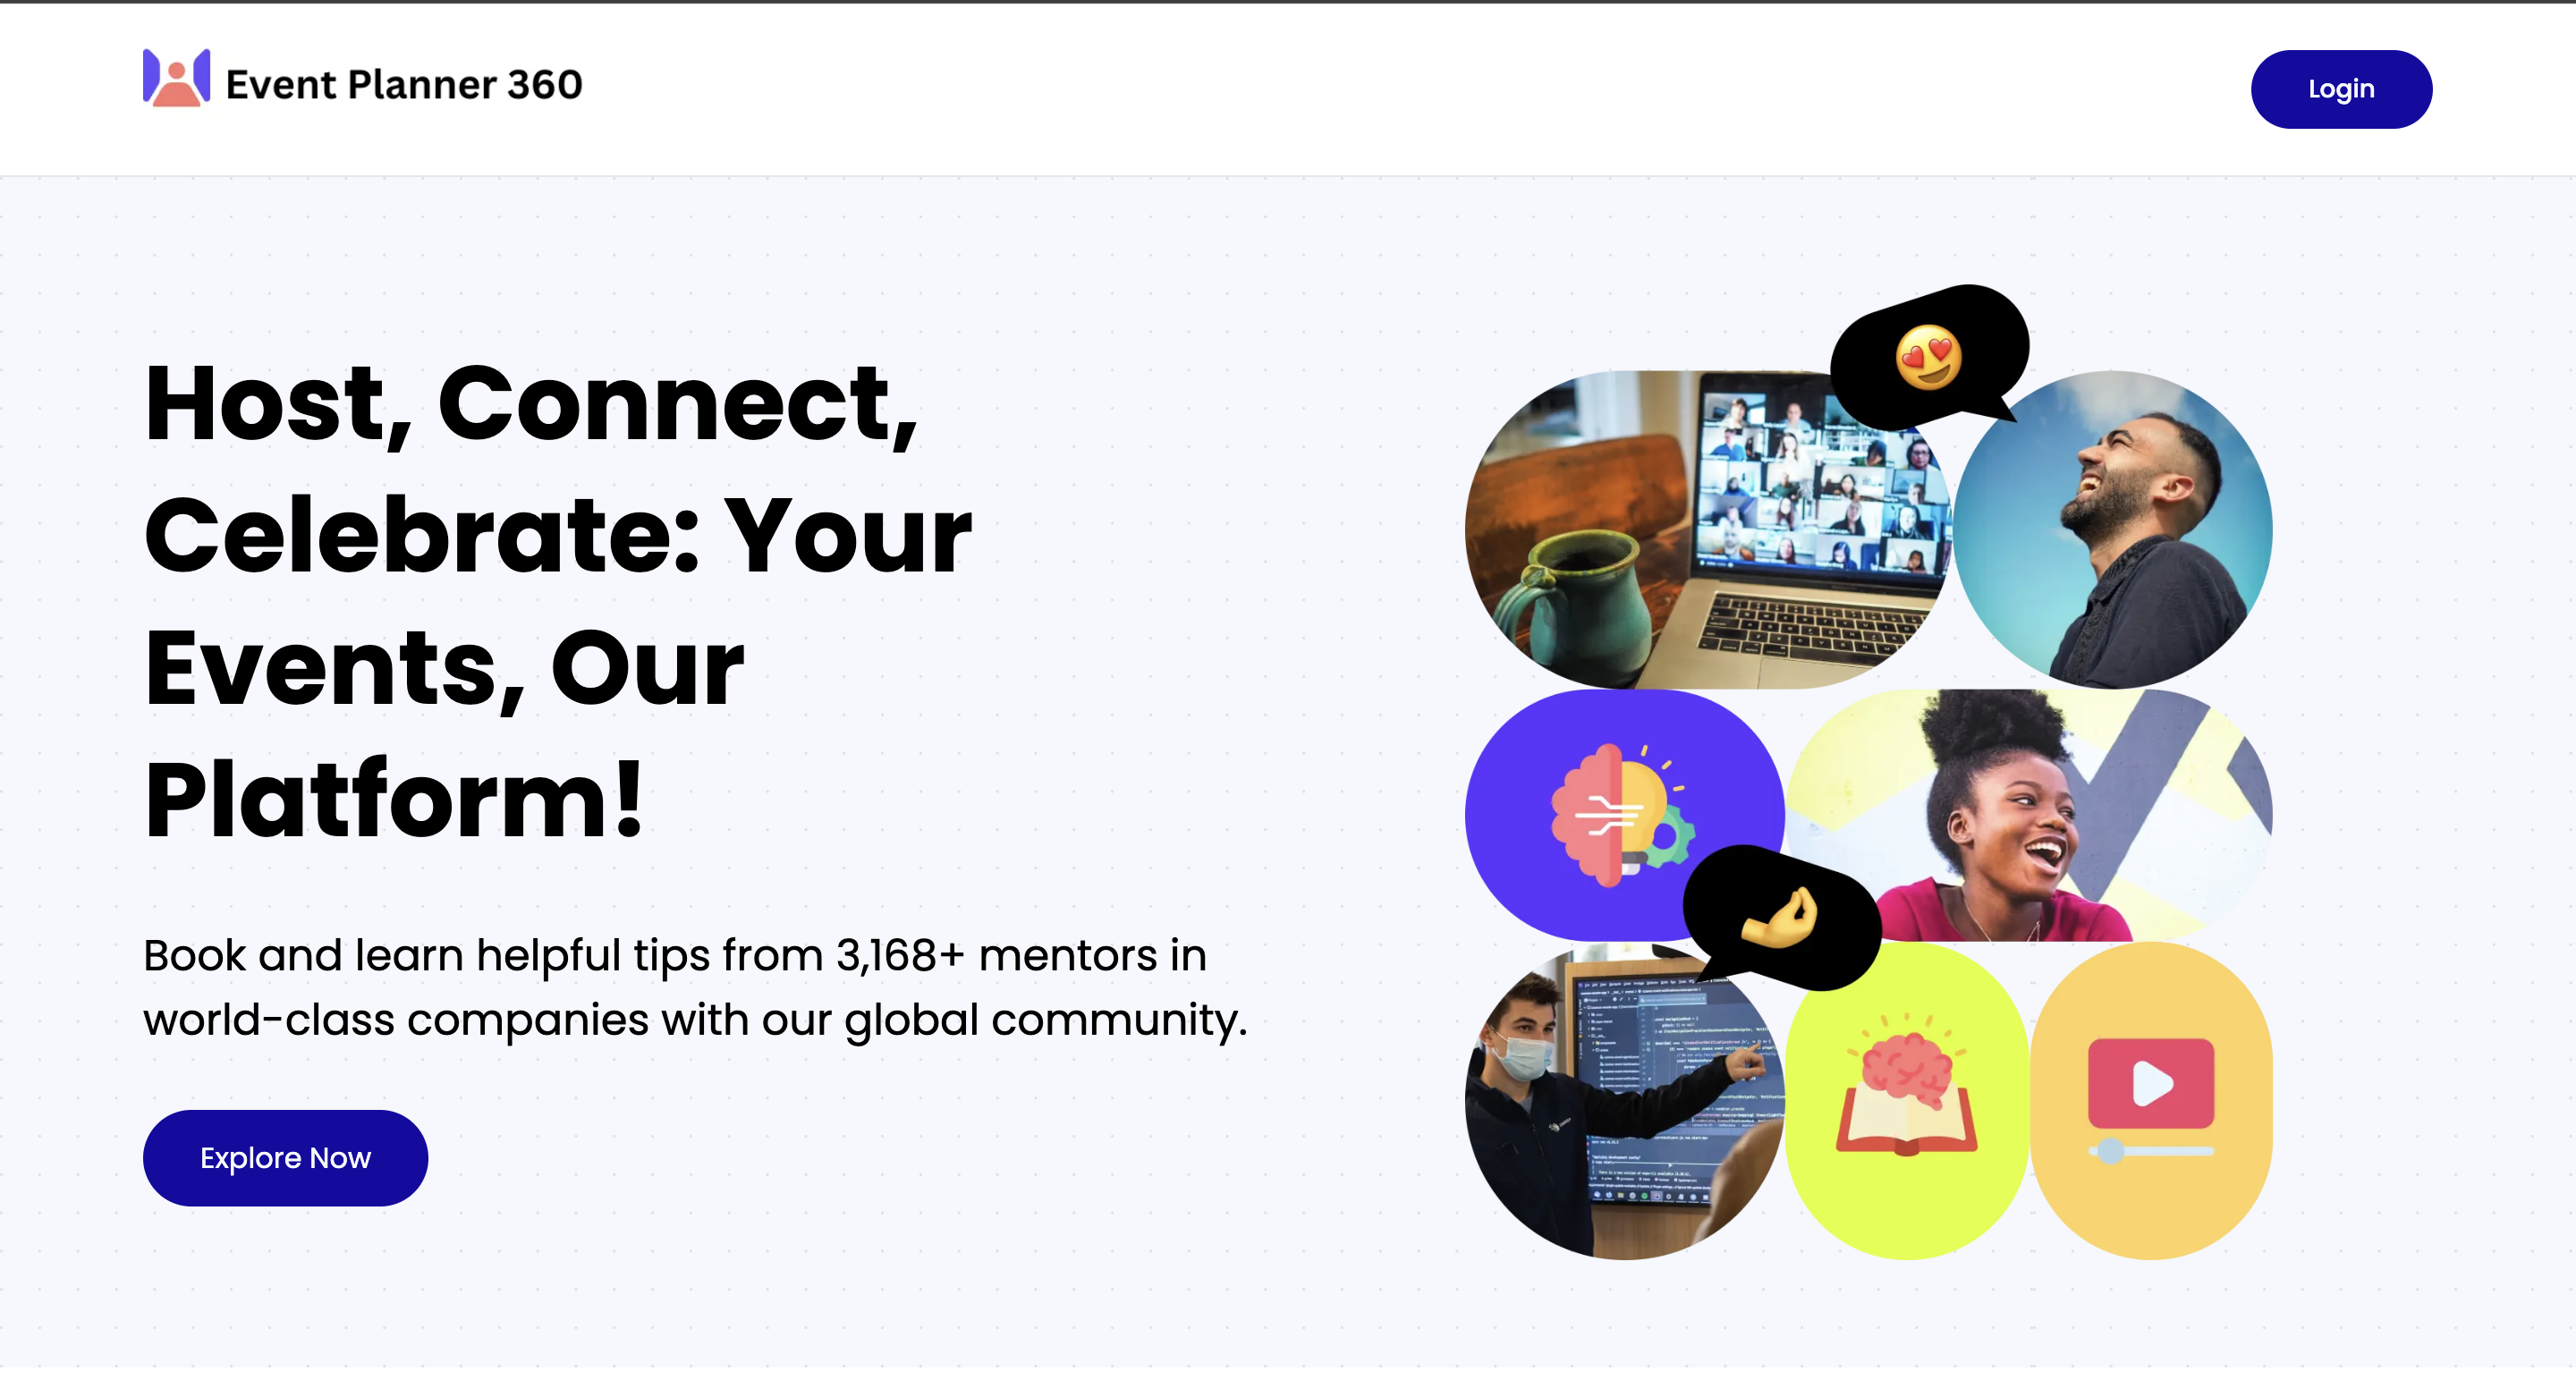 Event Planner 360
Login
Host, Connect,
Celebrate: Your
Events, Our
Platform!
Book and learn helpful tips from 3,168+ mentors in
world-class companies with our global community.
Explore Now